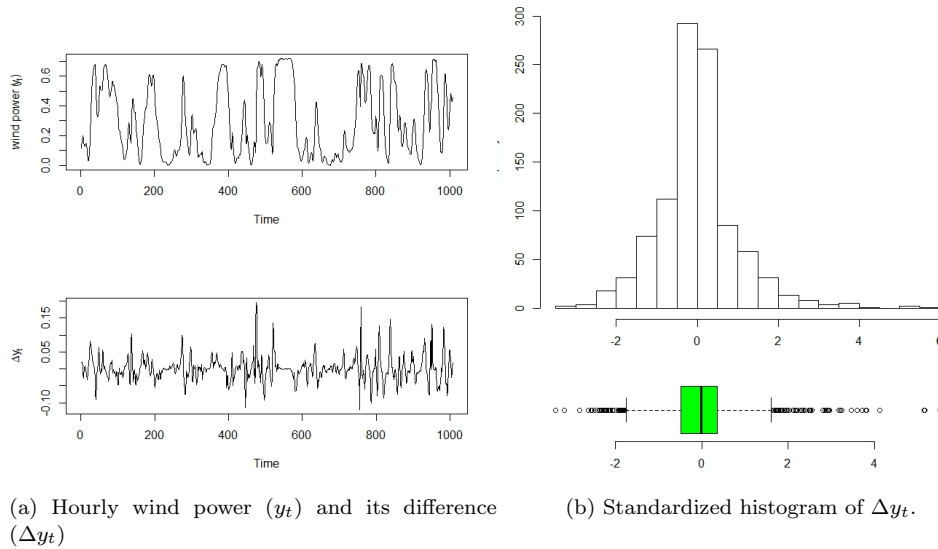 wind power (yt)
0.0 0.2 0.4 0.6
0 200 400 600 800 1000
Time
Δyt
-0.10 0.05 0.15
0 200 400 600 800 1000
Time
(a) Hourly wind power (yt) and its difference
(Δyt)
0 50 100 150 200 250 300
-2 0 2 4 6
-2 0 2 4
(b) Standardized histogram of Δyt.